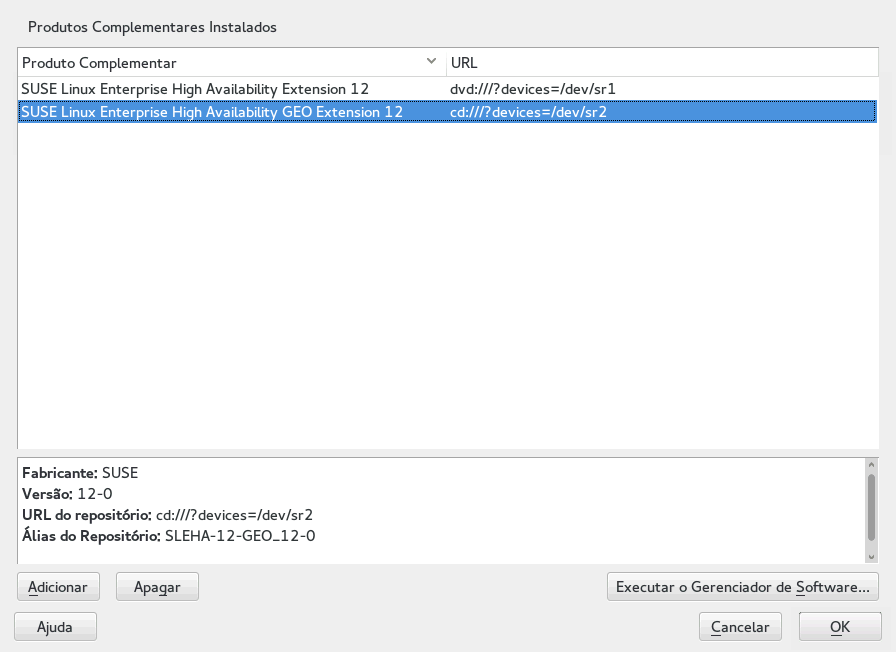 Produtos Complementares Instalados
Produto Complementar URL
SUSE Linux Enterprise High Availability Extension 12 dvd:///?devices=/dev/sr1
SUSE Linux Enterprise High Availability GEO Extension 12 cd:///?devices=/dev/sr2
Fabricante: SUSE
Versão: 12-0
URL do repositório: cd:///?devices=/dev/sr2
Álias do Repositório: SLEHA-12-GEO_12-0
Adicionar Apagar Executar o Gerenciador de Software...
Ajuda Cancelar OK